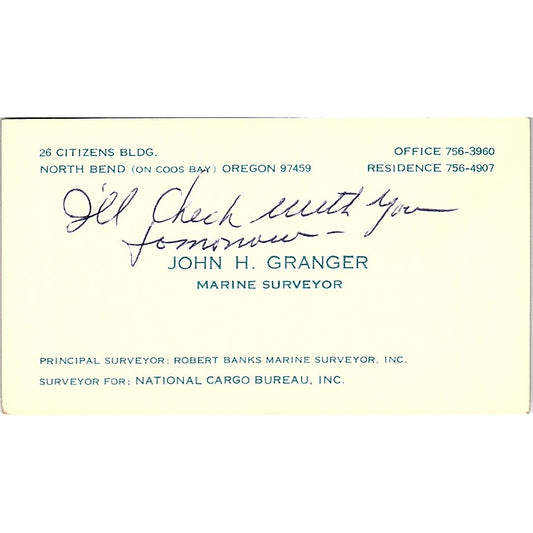 26 CITIZENS BLDG. OFFICE 756-3960
NORTH BEND (ON COOS BAY) OREGON 97459 RESIDENCE 756-4907
I'll Check with you
tomorrow -
JOHN H. GRANGER
MARINE SURVEYOR
PRINCIPAL SURVEYOR: ROBERT BANKS MARINE SURVEYOR, INC.
SURVEYOR FOR: NATIONAL CARGO BUREAU, INC.